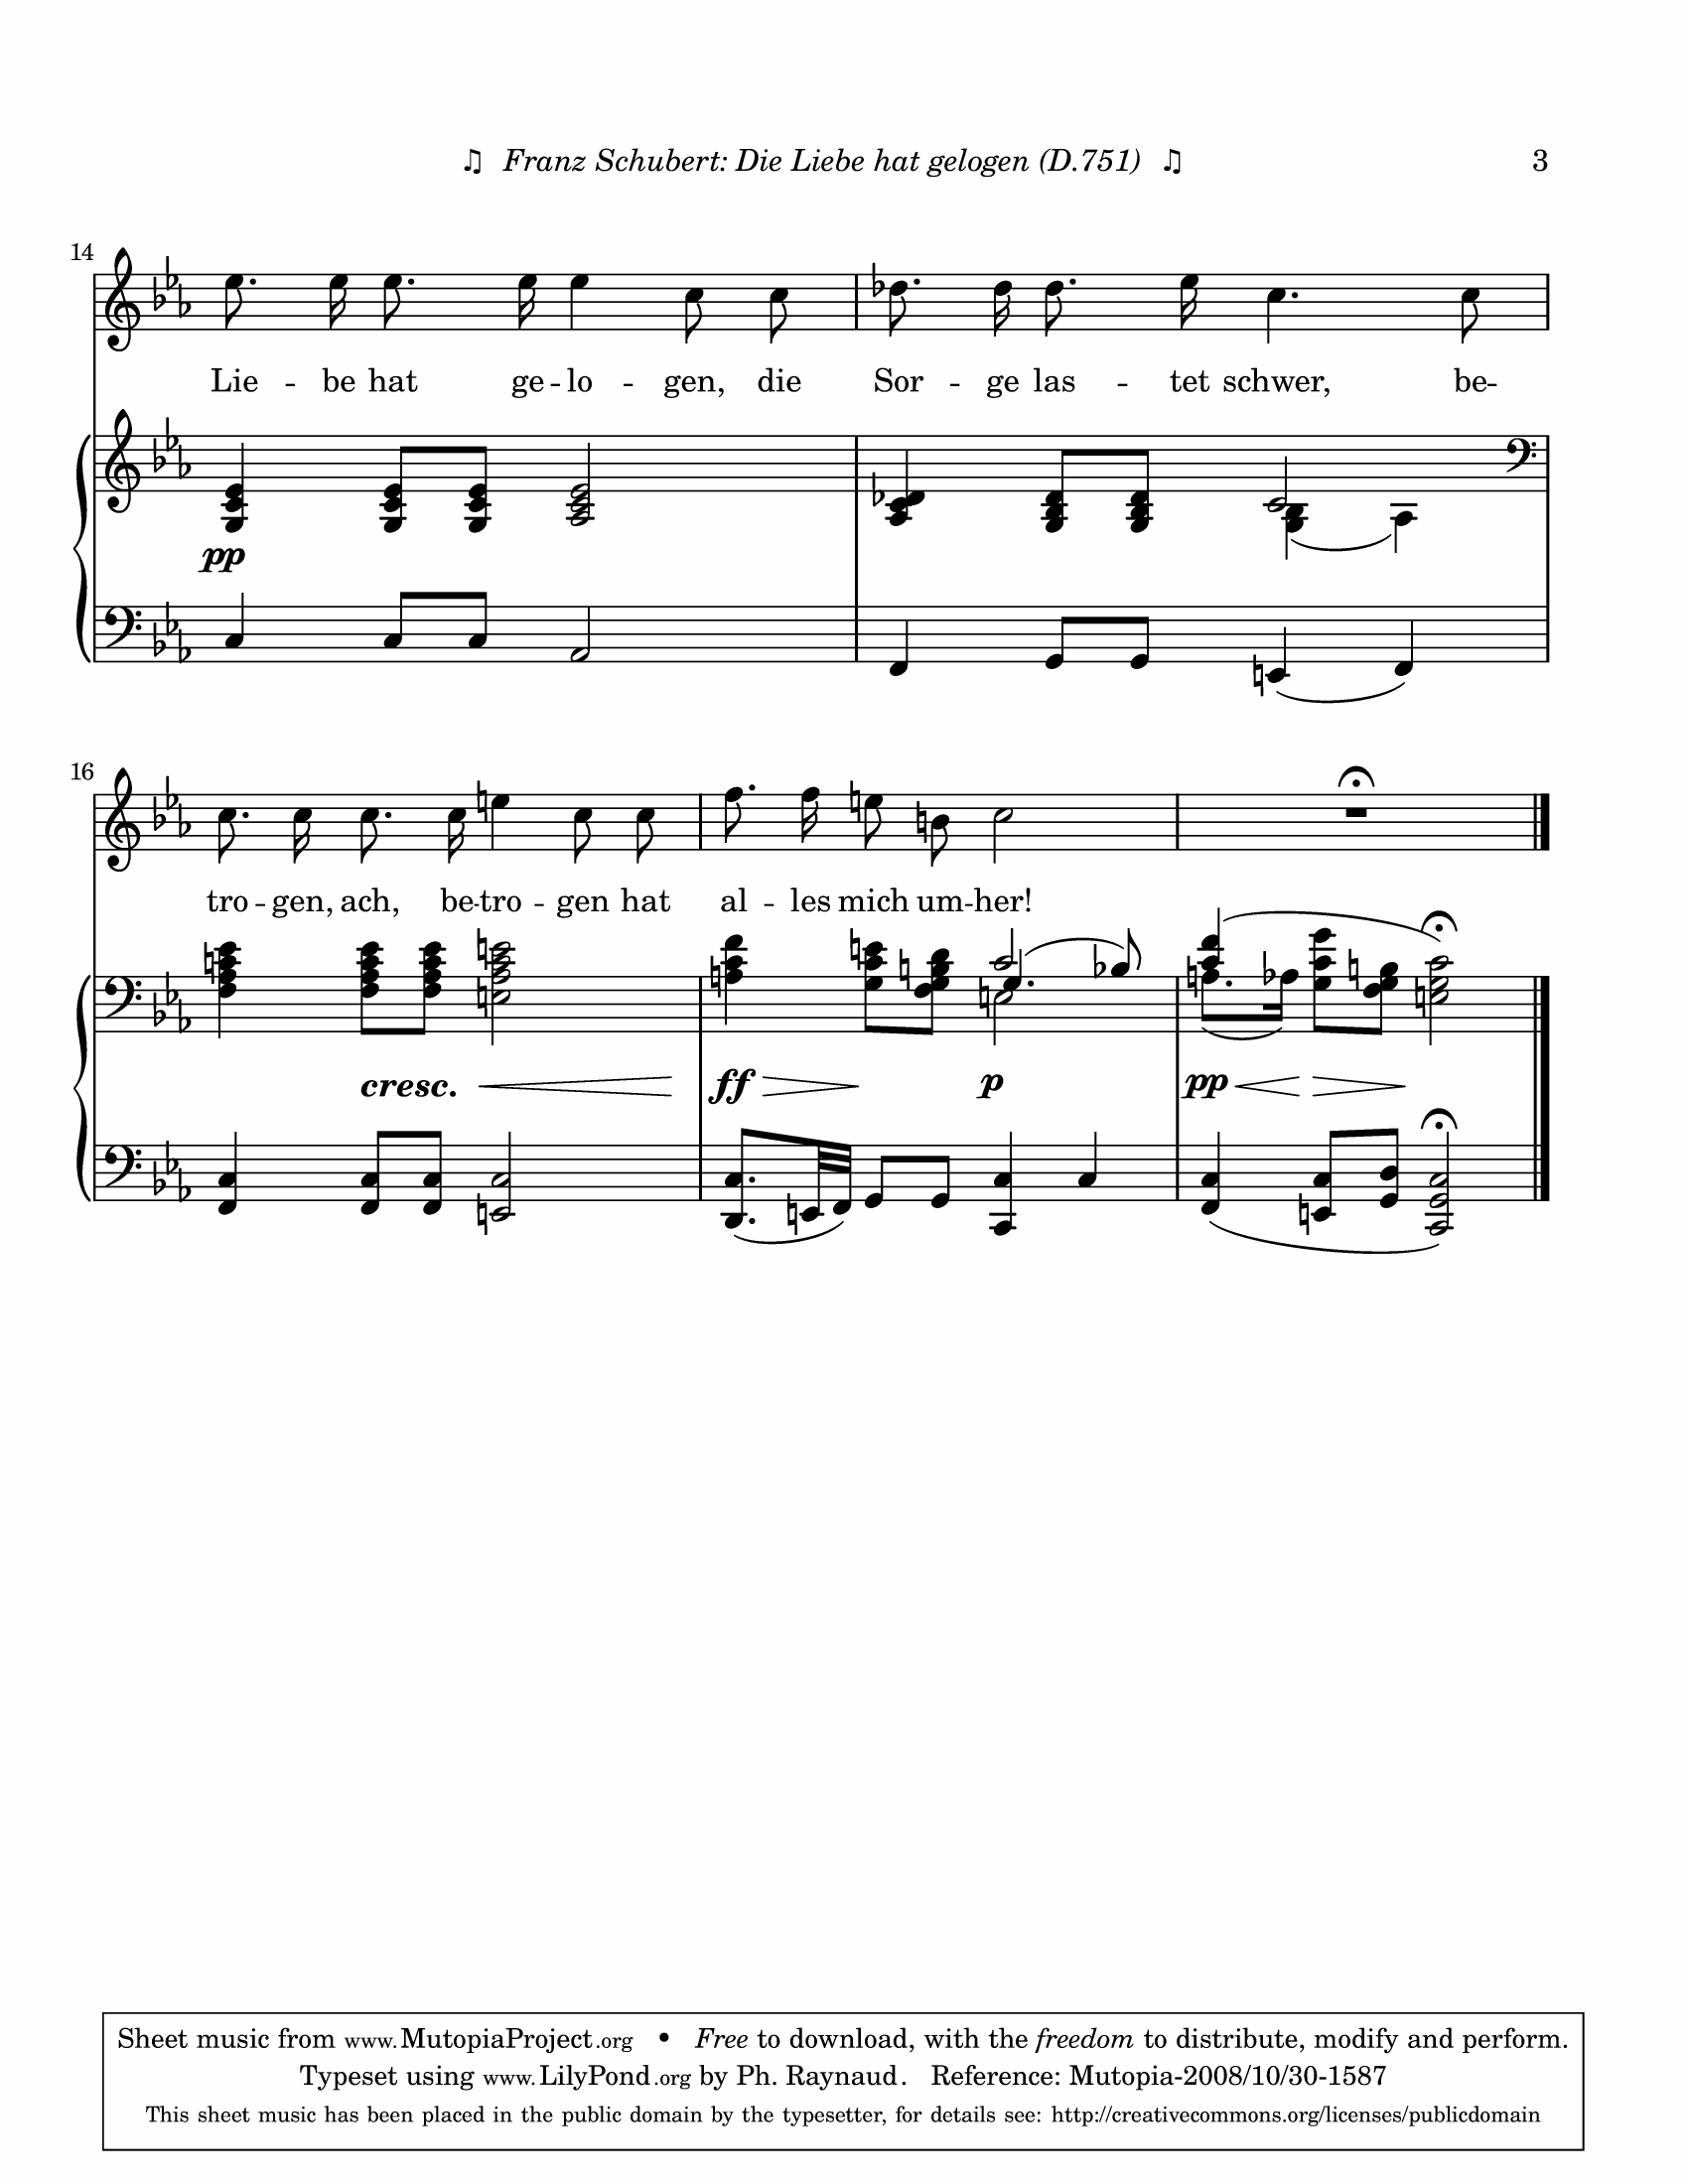 ♫ Franz Schubert: Die Liebe hat gelogen (D.751) ♫ 3
14
Lie -- be hat ge -- lo -- gen, die Sor -- ge las -- tet schwer, be --
pp
16
tro -- gen, ach, be -- tro -- gen hat al -- les mich um -- her!
cresc. ff p pp
Sheet music from www.MutopiaProject.org • Free to download, with the freedom to distribute, modify and perform.
Typeset using www.LilyPond.org by Ph. Raynaud. Reference: Mutopia-2008/10/30-1587
This sheet music has been placed in the public domain by the typesetter, for details see: http://creativecommons.org/licenses/publicdomain